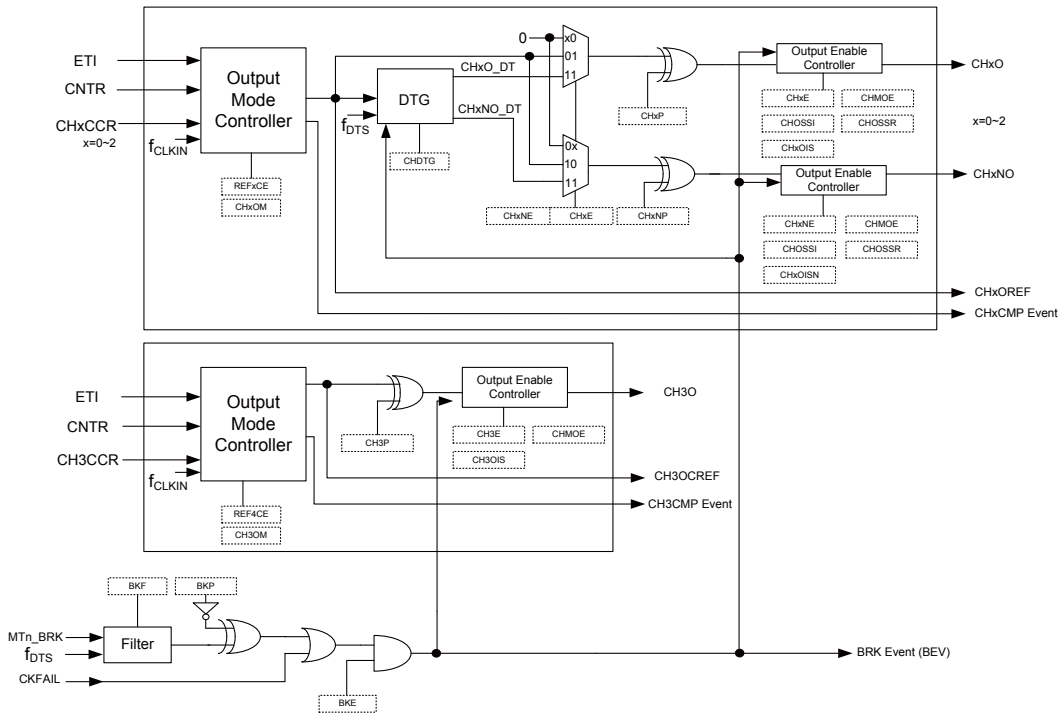 ETI
CNTR
CHxCCR
x=0~2
fCLKIN
Output
Mode
Controller
REFxCE
CHxOM
fDTS
DTG
CHDTG
CHxO_DT
CHxNO_DT
0
x0
01
11
0x
10
11
CHxNE
CHxE
CHxP
CHxNP
Output Enable
Controller
CHxE
CHMOE
CHOSSI
CHOSSR
CHxOIS
CHxO
x=0~2
Output Enable
Controller
CHxNE
CHMOE
CHOSSI
CHOSSR
CHxOISN
CHxNO
CHxOREF
CHxCMP Event
ETI
CNTR
CH3CCR
fCLKIN
Output
Mode
Controller
REF4CE
CH3OM
CH3P
Output Enable
Controller
CH3E
CHMOE
CH3OIS
CH3O
CH3OCREF
CH3CMP Event
BKF
BKP
MTn_BRK
fDTS
Filter
CKFAIL
BKE
BRK Event (BEV)